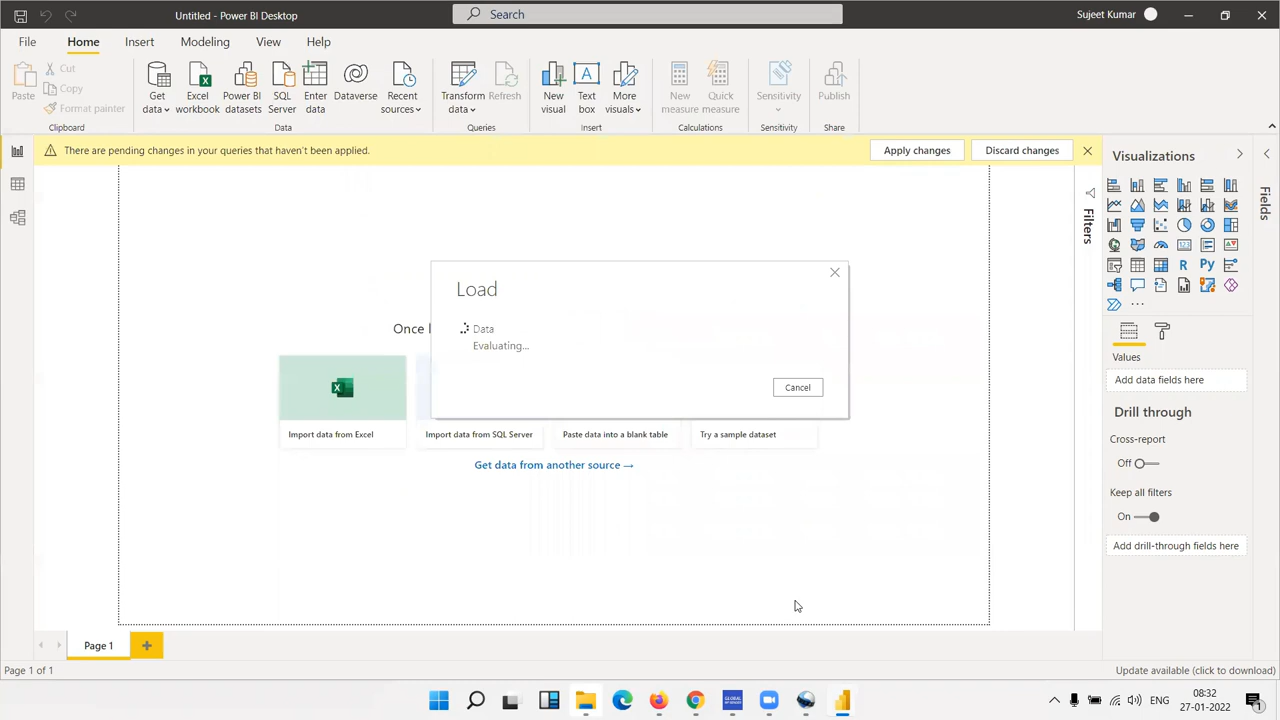 Untitled - Power BI Desktop
Search
Sujeet Kumar
File Home Insert Modeling View Help
Paste
Cut
Copy
Format painter
Clipboard
Get data
Excel workbook
Power BI datasets
SQL Server
Enter data
Dataverse
Recent sources
Data
Transform data
Refresh
Queries
New visual
Text box
More visuals
Insert
New measure
Quick measure
Calculations
Sensitivity
Sensitivity
Publish
Share
There are pending changes in your queries that haven't been applied.
Apply changes
Discard changes
Visualizations
Fields
Filters
Load
Data
Evaluating...
Cancel
Once
Import data from Excel
Import data from SQL Server
Paste data into a blank table
Try a sample dataset
Get data from another source →
R
Py
123
Values
Add data fields here
Drill through
Cross-report
Off
Keep all filters
On
Add drill-through fields here
Page 1
Page 1 of 1
Update available (click to download)
ENG
08:32
27-01-2022
1